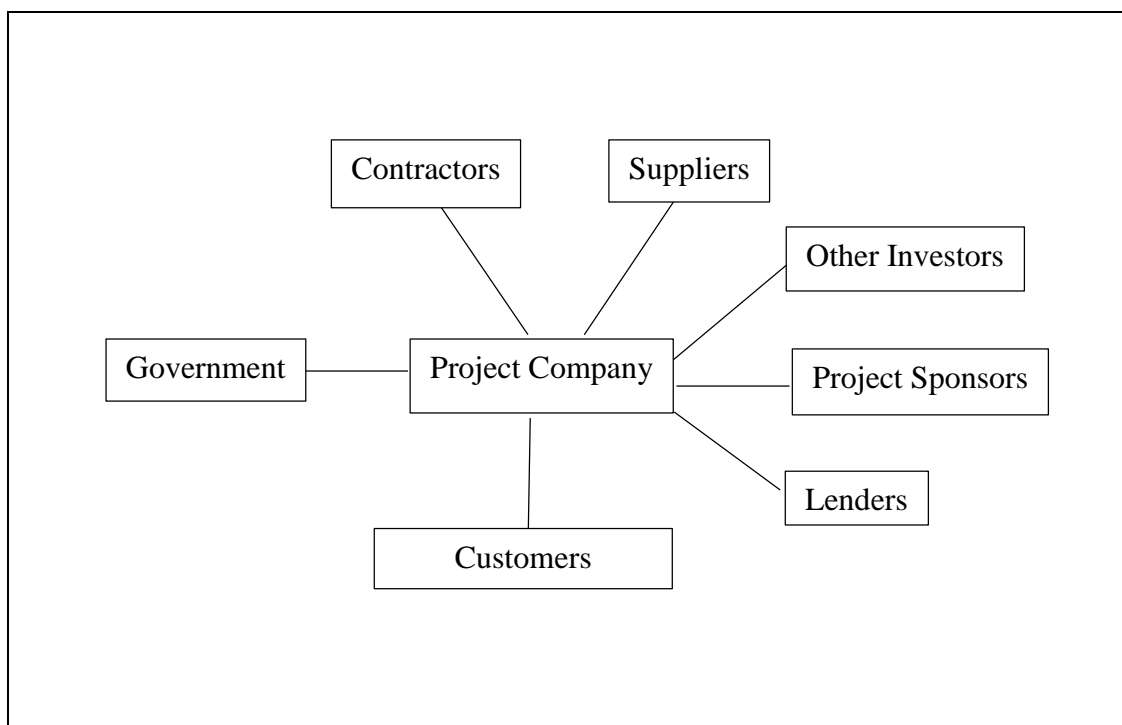 Contractors
Suppliers
Other Investors
Government
Project Company
Project Sponsors
Lenders
Customers